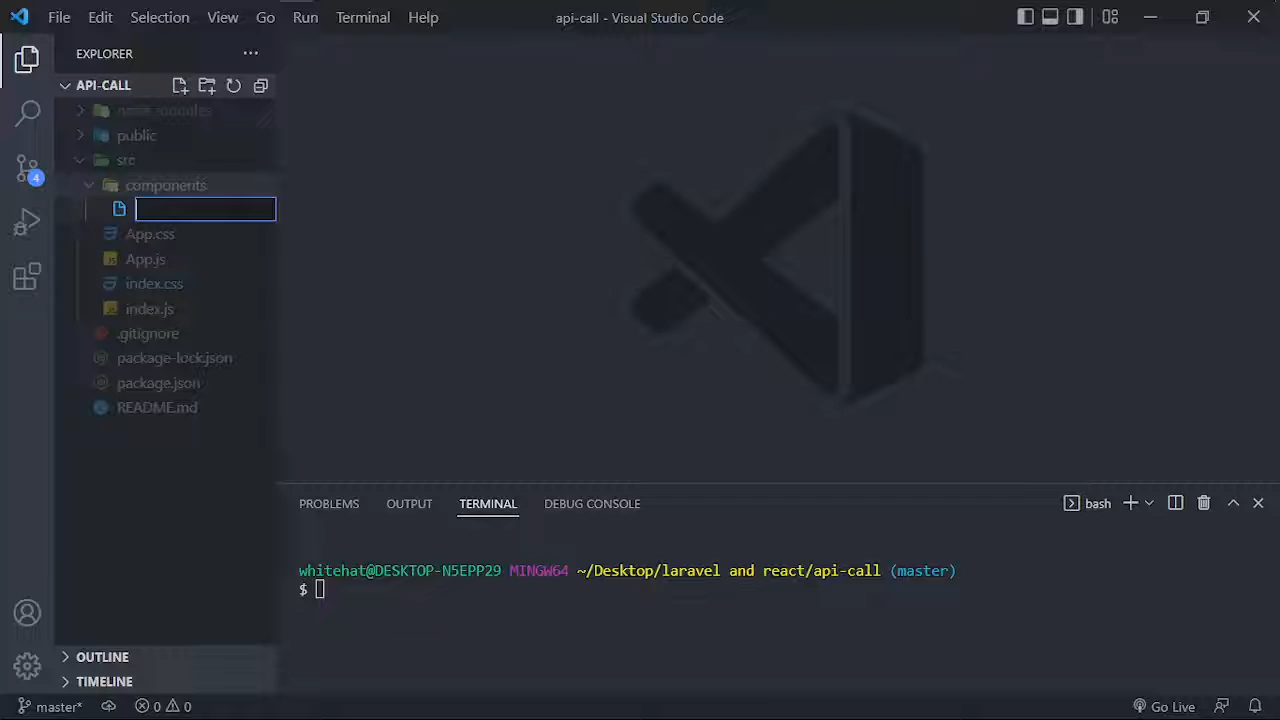 File Edit Selection View Go Run Terminal Help
api-call - Visual Studio Code
EXPLORER
API-CALL
node_modules
public
src
components
App.css
App.js
index.css
index.js
.gitignore
package-lock.json
package.json
README.md
4
PROBLEMS OUTPUT TERMINAL DEBUG CONSOLE
bash
whitehat@DESKTOP-N5EPP29 MINGW64 ~/Desktop/laravel and react/api-call (master)
$
OUTLINE
TIMELINE
master* 0 0
Go Live